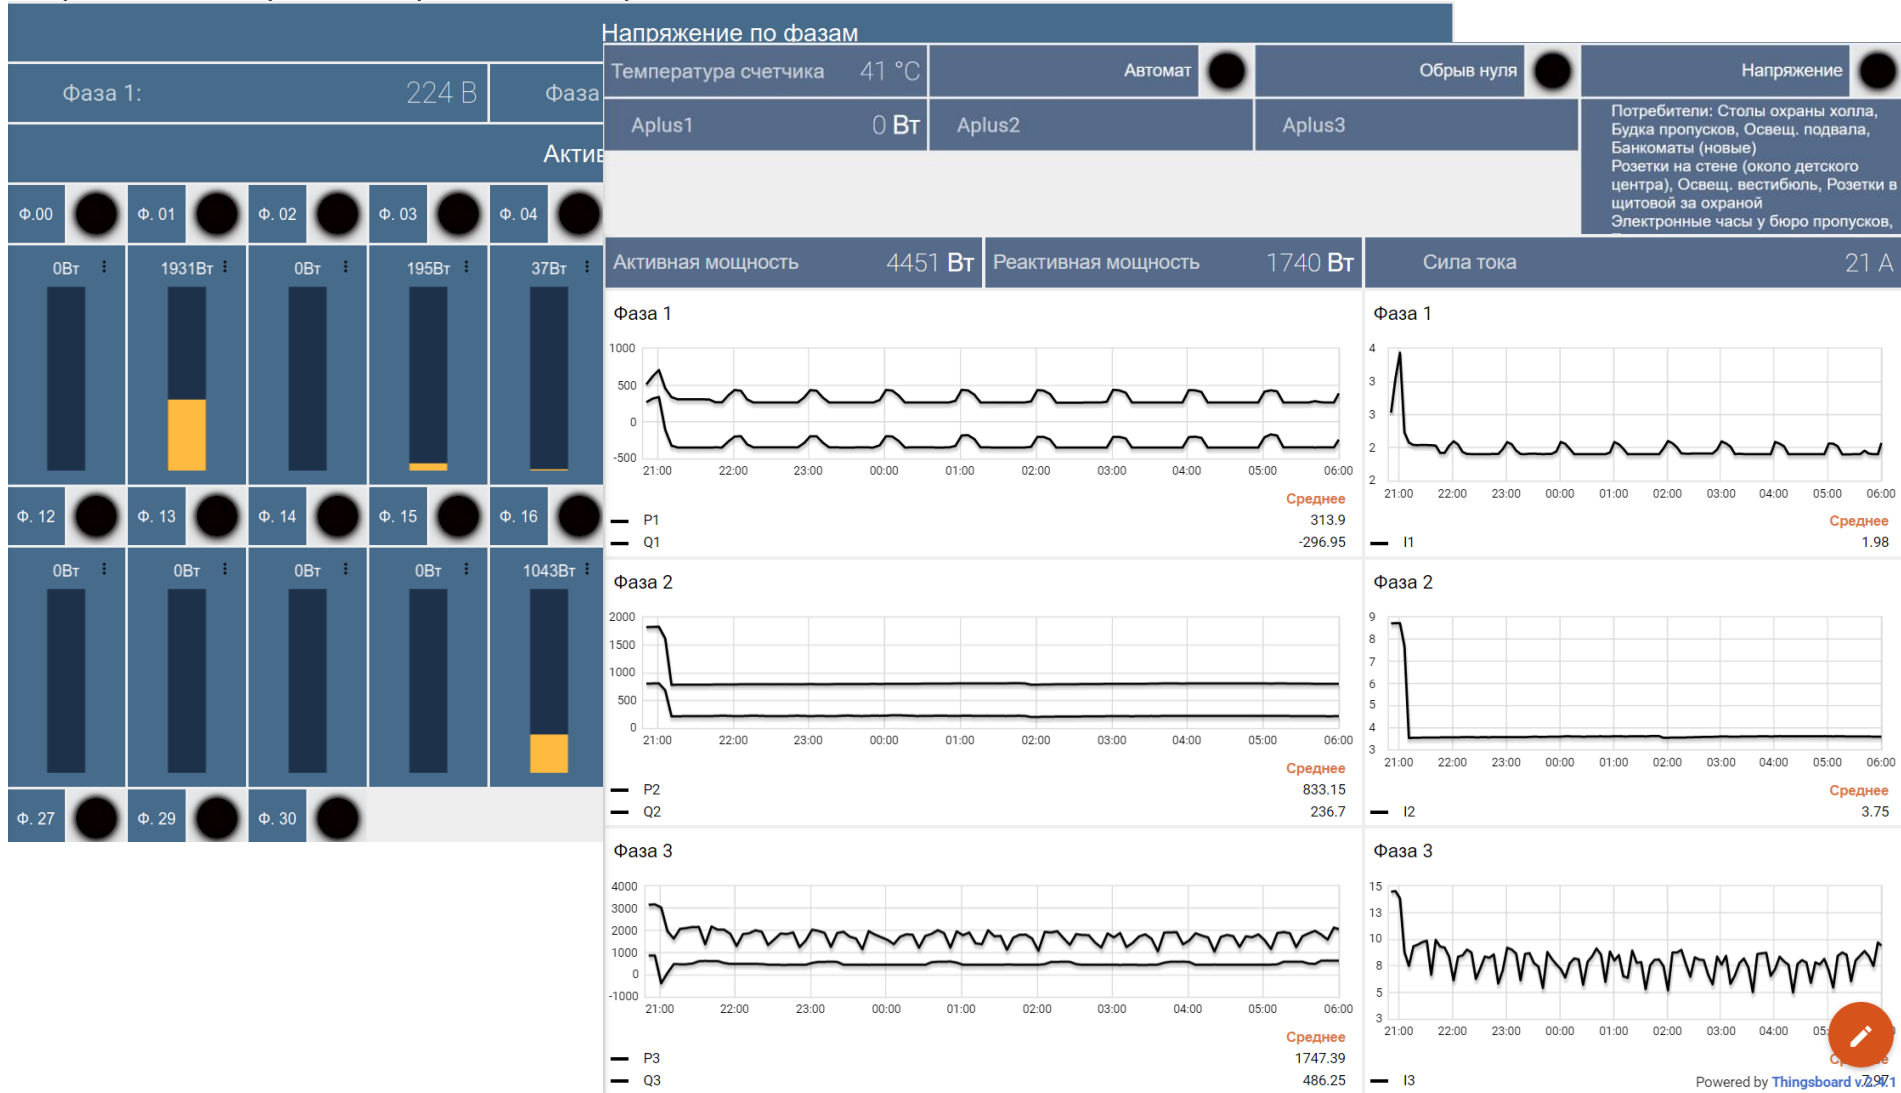 Напряжение по фазам
Фаза 1:
224 В
Фаза
Актив
Ф.00
Ф. 01
Ф. 02
Ф. 03
Ф. 04
0Вт
1931Вт
0Вт
195Вт
37Вт
Ф. 12
Ф. 13
Ф. 14
Ф. 15
Ф. 16
0Вт
0Вт
0Вт
0Вт
1043Вт
Ф. 27
Ф. 29
Ф. 30
Температура счетчика
41 °C
Автомат
Обрыв нуля
Напряжение
Aplus1
0 Вт
Aplus2
Aplus3
Потребители: Столы охраны холла,
Будка пропусков, Освещ. подвала,
Банкоматы (новые)
Розетки на стене (около детского
центра), Освещ. вестибюль, Розетки в
щитовой за охраной
Электронные часы у бюро пропусков,
Активная мощность
4451 Вт
Реактивная мощность
1740 Вт
Сила тока
21 А
Фаза 1
1000
500
0
-500
21:00 22:00 23:00 00:00 01:00 02:00 03:00 04:00 05:00 06:00
Среднее
P1 313.9
Q1 -296.95
Фаза 1
4
3
3
2
2
21:00 22:00 23:00 00:00 01:00 02:00 03:00 04:00 05:00 06:00
Среднее
I1 1.98
Фаза 2
2000
1500
1000
500
0
21:00 22:00 23:00 00:00 01:00 02:00 03:00 04:00 05:00 06:00
Среднее
P2 833.15
Q2 236.7
Фаза 2
9
8
7
6
5
4
3
21:00 22:00 23:00 00:00 01:00 02:00 03:00 04:00 05:00 06:00
Среднее
I2 3.75
Фаза 3
4000
3000
2000
1000
0
-1000
21:00 22:00 23:00 00:00 01:00 02:00 03:00 04:00 05:00 06:00
Среднее
P3 1747.39
Q3 486.25
Фаза 3
15
13
10
8
5
3
21:00 22:00 23:00 00:00 01:00 02:00 03:00 04:00
I3 7.97
Powered by Thingsboard v.2.4.1